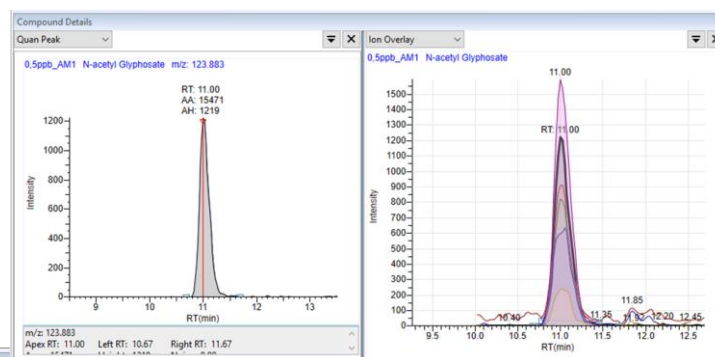 Compound Details
Quan Peak
0,5ppb_AM1 N-acetyl Glyphosate m/z: 123.883
RT: 11.00
AA: 15471
AH: 1219
1200
1000
800
600
400
200
0
Intensity
9 10 11 12 13
RT(min)
m/z: 123.883
Apex RT: 11.00 Left RT: 10.67 Right RT: 11.67
Ion Overlay
0,5ppb_AM1 N-acetyl Glyphosate
11.00
RT: 11.00
1500
1400
1300
1200
1100
1000
900
800
700
600
500
400
300
200
100
0
Intensity
10.40
11.35
11.85
12.20
12.45
9.5 10.0 10.5 11.0 11.5 12.0 12.5
RT(min)